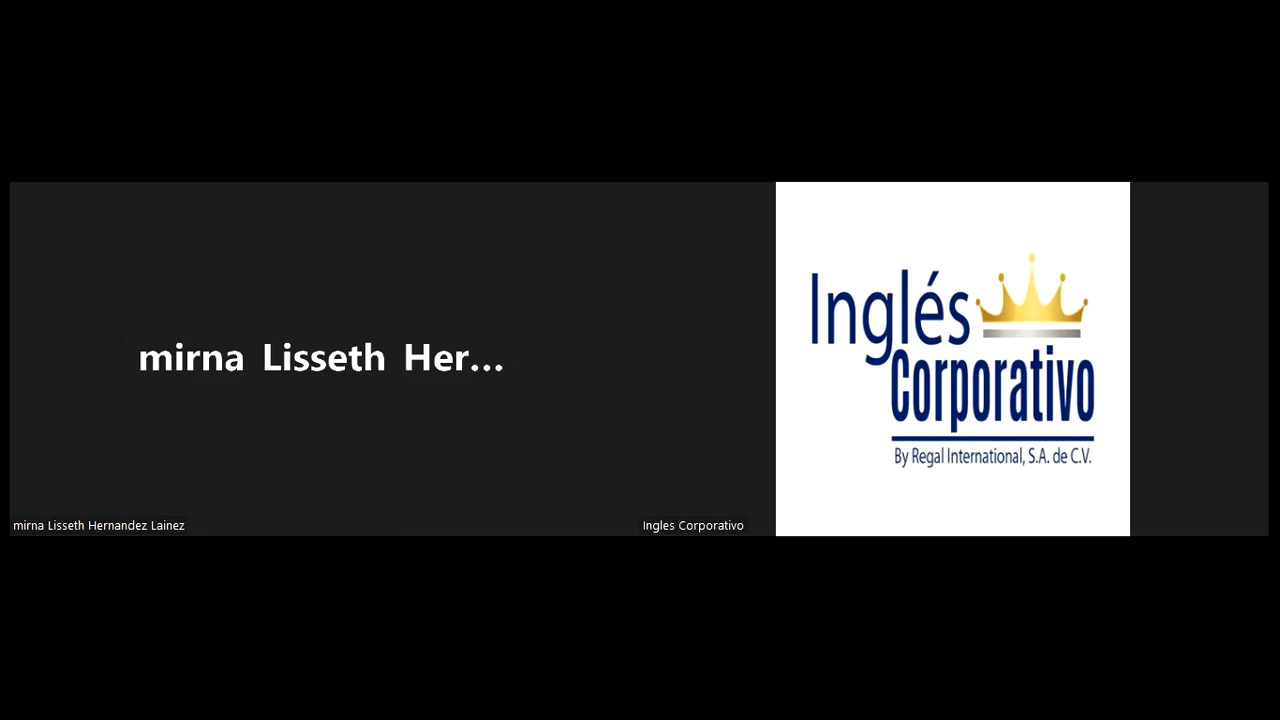 mirna Lisseth Her...
mirna Lisseth Hernandez Lainez
Ingles Corporativo
Inglés
Corporativo
By Regal International, S.A. de C.V.